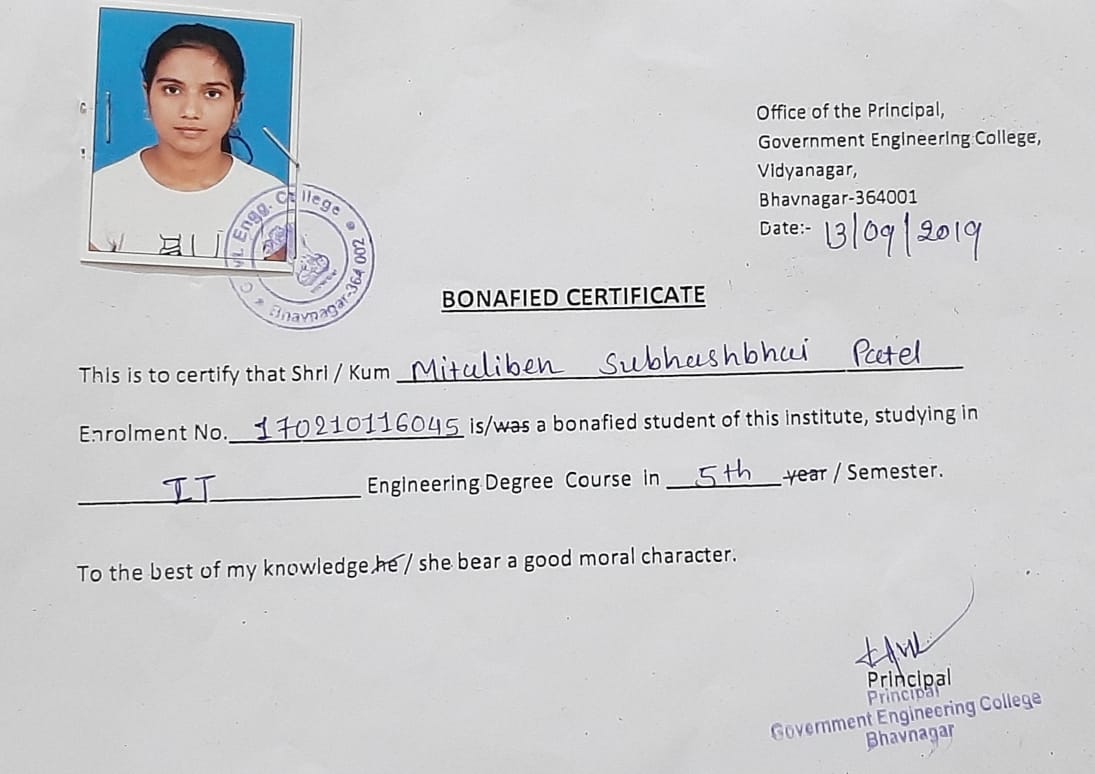 Office of the Principal,
Government Engineering College,
Vidyanagar,
Bhavnagar-364001
Date:- 13/09/2019
Engg. College
Bhavnagar-364 002
BONAFIED CERTIFICATE
This is to certify that Shri / Kum Mitaliben Subhashbhai Patel
Enrolment No. 170210116045 is/was a bonafied student of this institute, studying in
IT Engineering Degree Course in 5th year / Semester.
To the best of my knowledge he / she bear a good moral character.
Principal
Principal
Government Engineering College
Bhavnagar